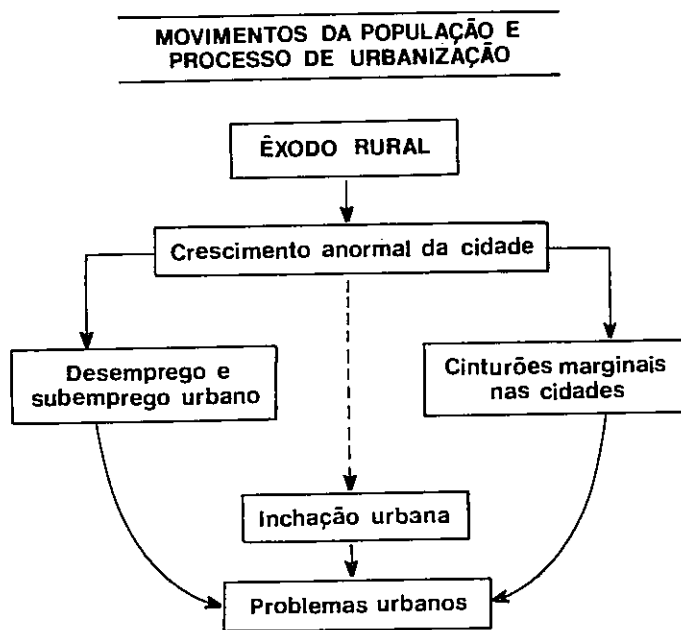 MOVIMENTOS DA POPULAÇÃO E
PROCESSO DE URBANIZAÇÃO
ÊXODO RURAL
Crescimento anormal da cidade
Desemprego e
subemprego urbano
Cinturões marginais
nas cidades
Inchação urbana
Problemas urbanos